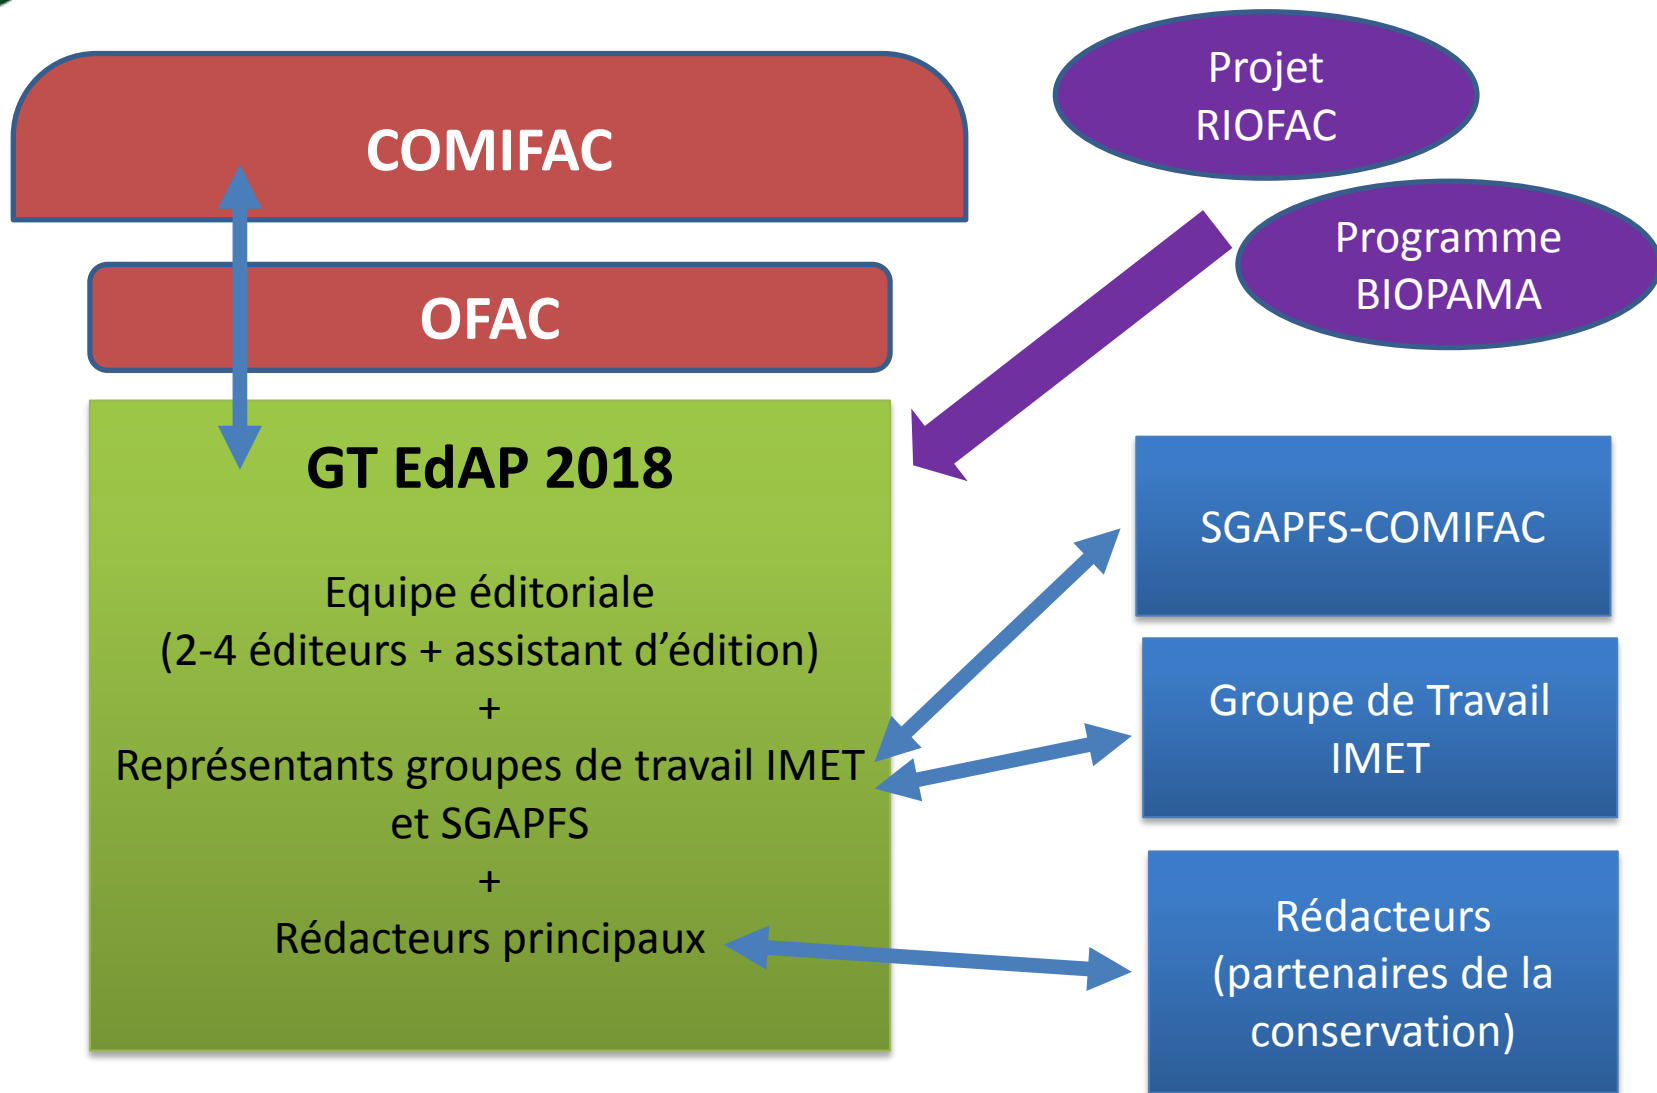 COMIFAC
OFAC
Projet
RIOFAC
Programme
BIOPAMA
GT EdAP 2018
Equipe éditoriale
(2-4 éditeurs + assistant d’édition)
+
Représentants groupes de travail IMET
et SGAPFS
+
Rédacteurs principaux
SGAPFS-COMIFAC
Groupe de Travail
IMET
Rédacteurs
(partenaires de la
conservation)